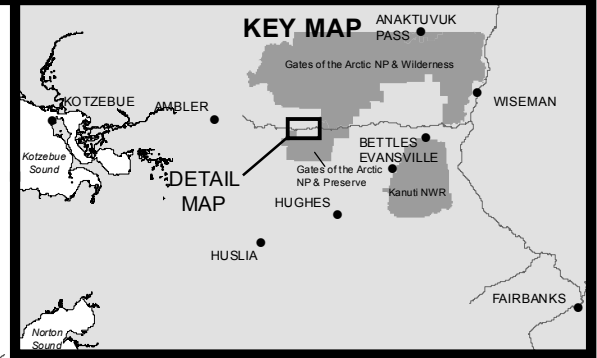 KEY MAP
ANAKTUVUK
PASS
Gates of the Arctic NP & Wilderness
KOTZEBUE
AMBLER
WISEMAN
Kotzebue
Sound
BETTLES
EVANSVILLE
DETAIL
MAP
Gates of the Arctic
NP & Preserve
Kanuti NWR
HUGHES
HUSLIA
FAIRBANKS
Norton
Sound